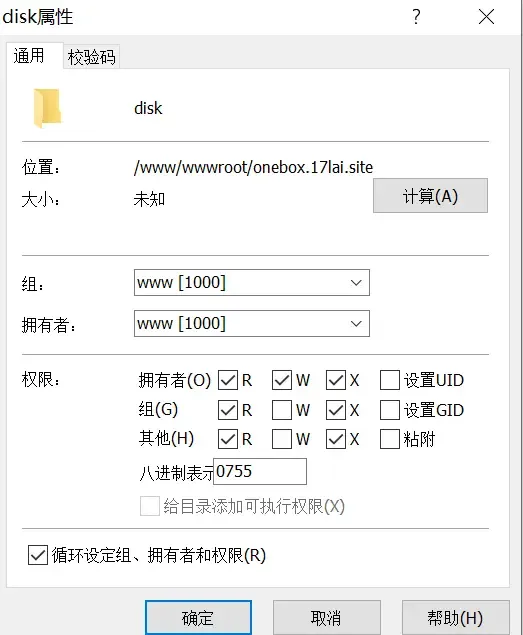 disk属性
通用 校验码
disk
位置: /www/wwwroot/onebox.17lai.site
大小: 未知 计算(A)
组: www [1000]
拥有者: www [1000]
权限: 拥有者(O) R W X 设置UID
组(G) R W X 设置GID
其他(H) R W X 粘附
八进制表示 0755
给目录添加可执行权限(X)
循环设定组、拥有者和权限(R)
确定 取消 帮助(H)